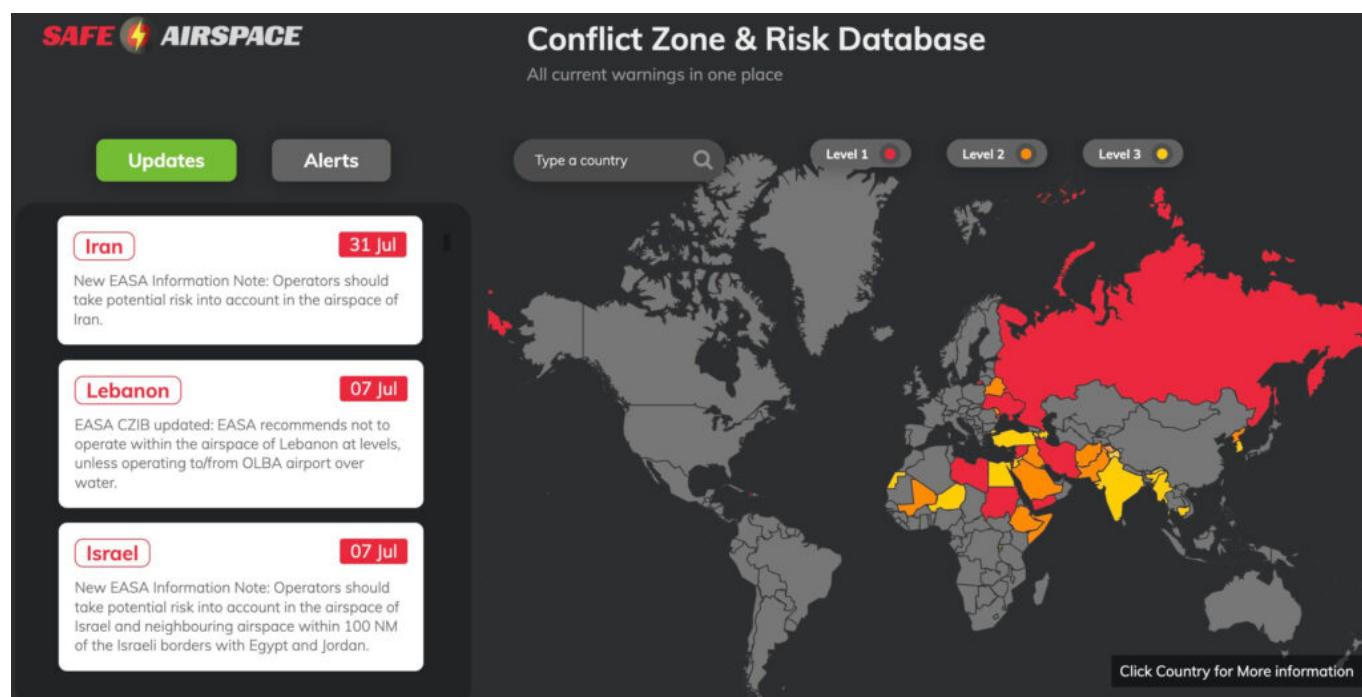 SAFE AIRSPACE
Conflict Zone & Risk Database
All current warnings in one place
Updates
Alerts
Type a country
Level 1
Level 2
Level 3
Iran
31 Jul
New EASA Information Note: Operators should
take potential risk into account in the airspace of
Iran.
Lebanon
07 Jul
EASA CZIB updated: EASA recommends not to
operate within the airspace of Lebanon at levels,
unless operating to/from OLBA airport over
water.
Israel
07 Jul
New EASA Information Note: Operators should
take potential risk into account in the airspace of
Israel and neighbouring airspace within 100 NM
of the Israeli borders with Egypt and Jordan.
Click Country for More information